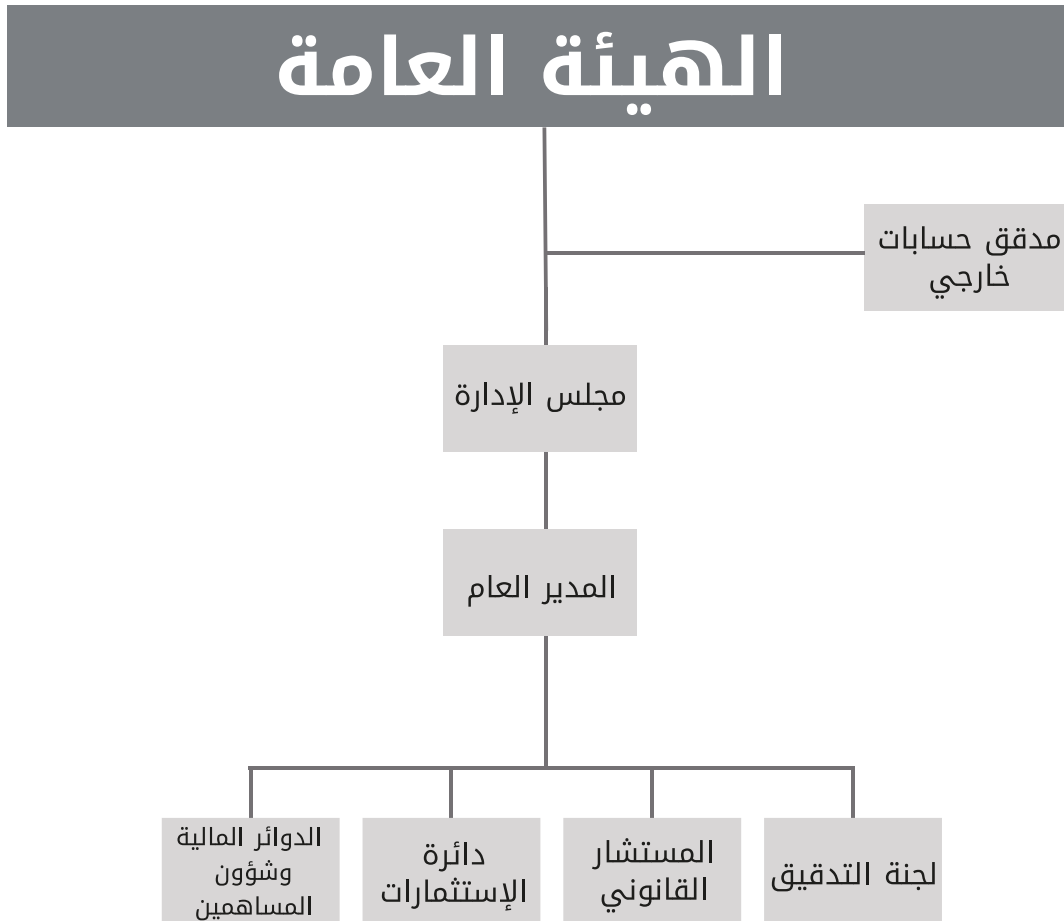 الهيئة العامة
مدقق حسابات
خارجي
مجلس الإدارة
المدير العام
لجنة التدقيق
المستشار
القانوني
دائرة
الإستثمارات
الدوائر المالية
وشؤون
المساهمين